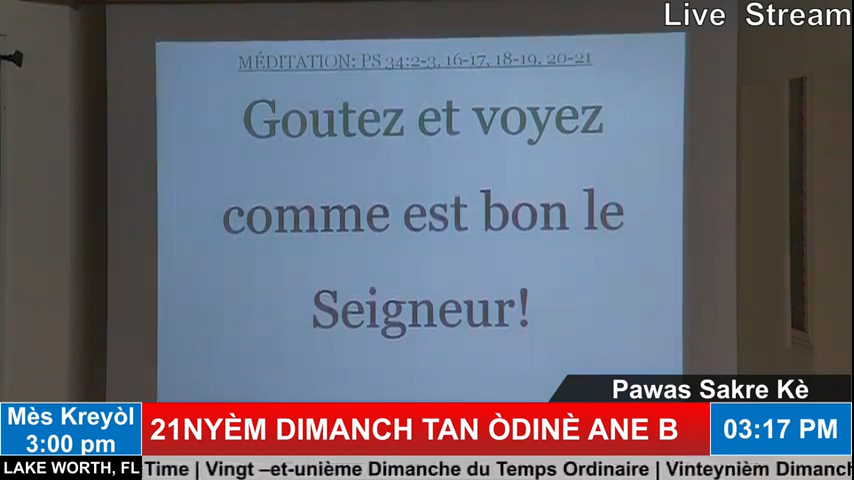 Live Stream
MÉDITATION: PS 34:2-3, 16-17, 18-19, 20-21
Goutez et voyez
comme est bon le
Seigneur!
Pawas Sakre Kè
Mès Kreyòl
3:00 pm
21NYÈM DIMANCH TAN ÒDINÈ ANE B
03:17 PM
LAKE WORTH, FL
Time | Vingt –et-unième Dimanche du Temps Ordinaire | Vinteynièm Dimanch